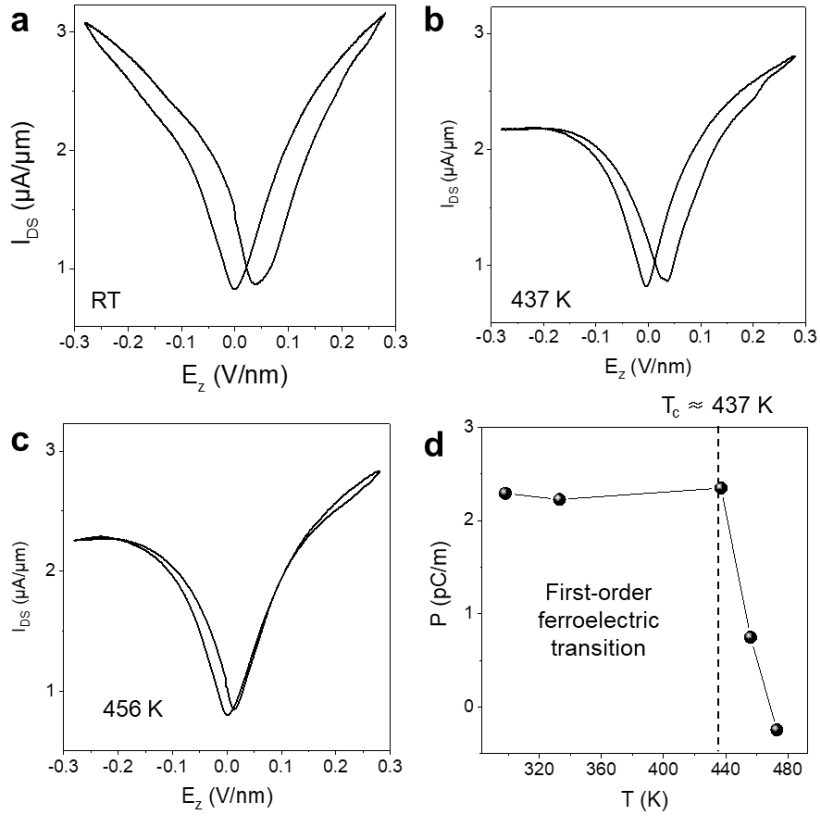 a
3
2
1
I_DS (µA/µm)
RT
-0.3 -0.2 -0.1 0.0 0.1 0.2 0.3
E_z (V/nm)
b
3
2
1
I_DS (µA/µm)
437 K
-0.3 -0.2 -0.1 0.0 0.1 0.2 0.3
E_z (V/nm)
c
3
2
1
I_DS (µA/µm)
456 K
-0.3 -0.2 -0.1 0.0 0.1 0.2 0.3
E_z (V/nm)
T_c ≈ 437 K
d
3
2
1
0
P (pC/m)
First-order
ferroelectric
transition
320 360 400 440 480
T (K)